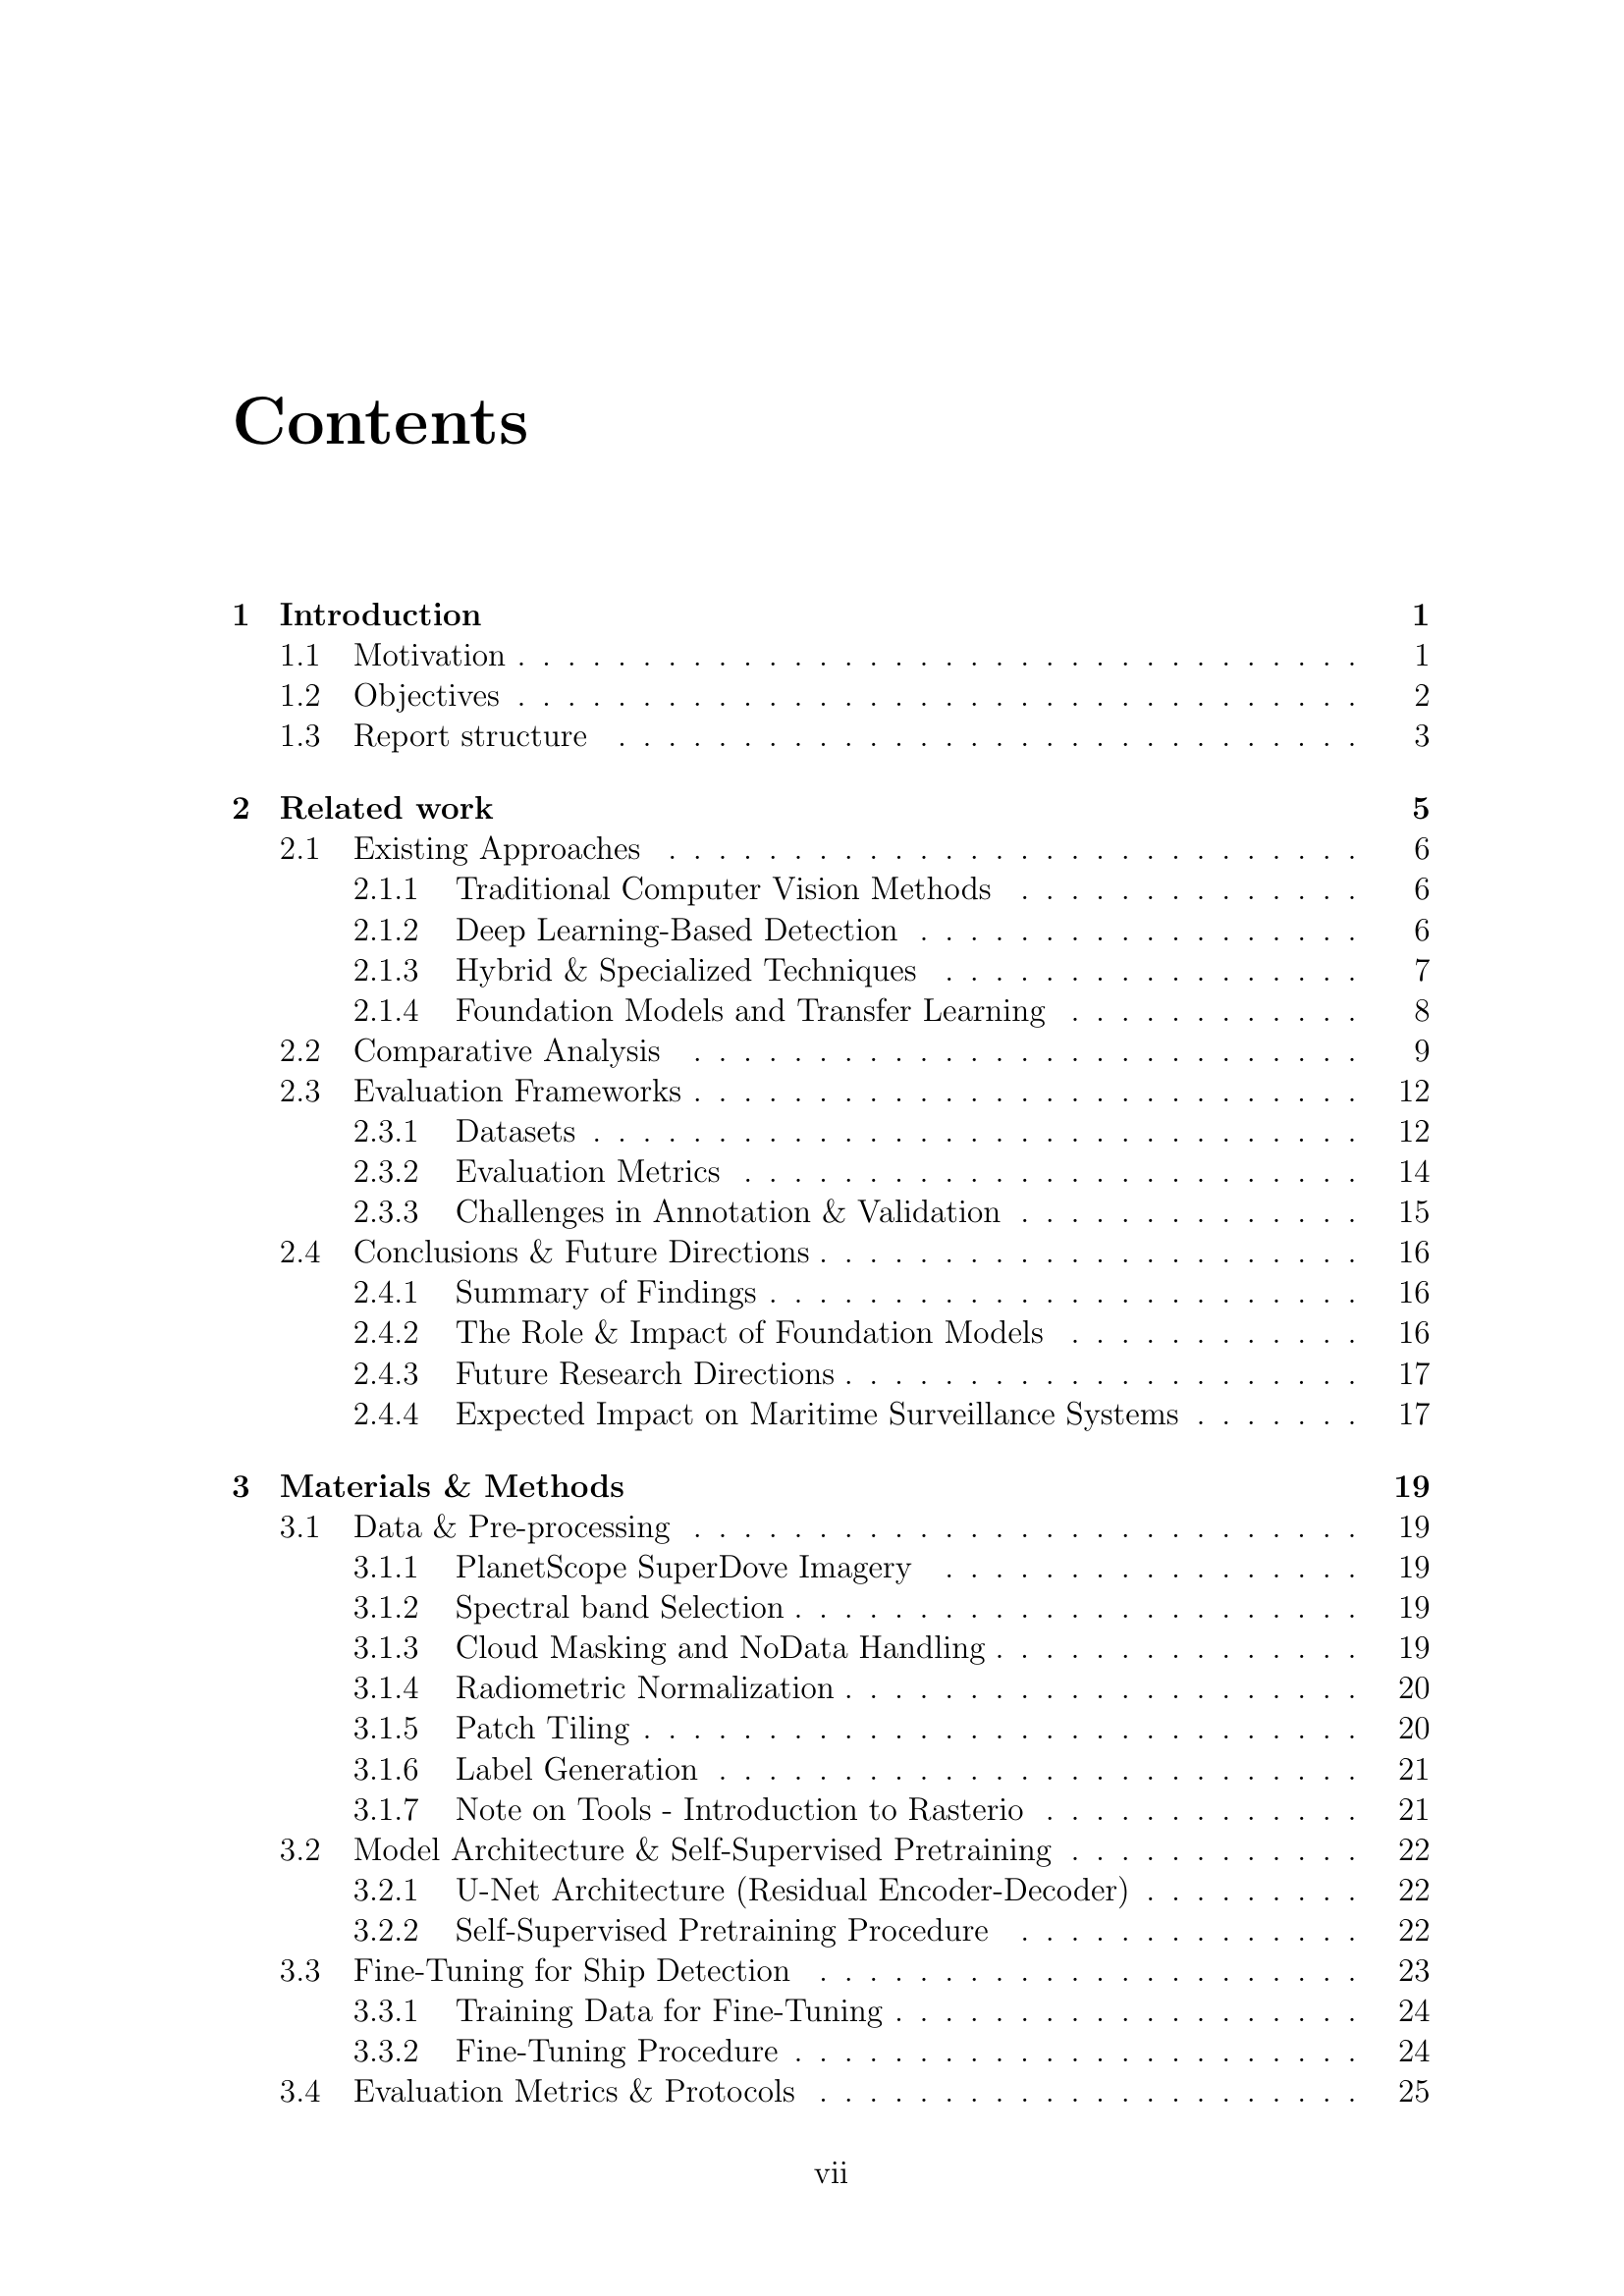 Contents
1 Introduction 1
1.1 Motivation . . . . . . . . . . . . . . . . . . . . . . . . . . . . . . . . . . 1
1.2 Objectives . . . . . . . . . . . . . . . . . . . . . . . . . . . . . . . . . . 2
1.3 Report structure . . . . . . . . . . . . . . . . . . . . . . . . . . . . . . 3
2 Related work 5
2.1 Existing Approaches . . . . . . . . . . . . . . . . . . . . . . . . . . . . 6
2.1.1 Traditional Computer Vision Methods . . . . . . . . . . . . . . 6
2.1.2 Deep Learning-Based Detection . . . . . . . . . . . . . . . . . . 6
2.1.3 Hybrid & Specialized Techniques . . . . . . . . . . . . . . . . . 7
2.1.4 Foundation Models and Transfer Learning . . . . . . . . . . . . 8
2.2 Comparative Analysis . . . . . . . . . . . . . . . . . . . . . . . . . . . 9
2.3 Evaluation Frameworks . . . . . . . . . . . . . . . . . . . . . . . . . . . 12
2.3.1 Datasets . . . . . . . . . . . . . . . . . . . . . . . . . . . . . . . 12
2.3.2 Evaluation Metrics . . . . . . . . . . . . . . . . . . . . . . . . . 14
2.3.3 Challenges in Annotation & Validation . . . . . . . . . . . . . . 15
2.4 Conclusions & Future Directions . . . . . . . . . . . . . . . . . . . . . . 16
2.4.1 Summary of Findings . . . . . . . . . . . . . . . . . . . . . . . . 16
2.4.2 The Role & Impact of Foundation Models . . . . . . . . . . . . 16
2.4.3 Future Research Directions . . . . . . . . . . . . . . . . . . . . . 17
2.4.4 Expected Impact on Maritime Surveillance Systems . . . . . . . 17
3 Materials & Methods 19
3.1 Data & Pre-processing . . . . . . . . . . . . . . . . . . . . . . . . . . . 19
3.1.1 PlanetScope SuperDove Imagery . . . . . . . . . . . . . . . . . 19
3.1.2 Spectral band Selection . . . . . . . . . . . . . . . . . . . . . . . 19
3.1.3 Cloud Masking and NoData Handling . . . . . . . . . . . . . . . 19
3.1.4 Radiometric Normalization . . . . . . . . . . . . . . . . . . . . . 20
3.1.5 Patch Tiling . . . . . . . . . . . . . . . . . . . . . . . . . . . . . 20
3.1.6 Label Generation . . . . . . . . . . . . . . . . . . . . . . . . . . 21
3.1.7 Note on Tools - Introduction to Rasterio . . . . . . . . . . . . . 21
3.2 Model Architecture & Self-Supervised Pretraining . . . . . . . . . . . . 22
3.2.1 U-Net Architecture (Residual Encoder-Decoder) . . . . . . . . . 22
3.2.2 Self-Supervised Pretraining Procedure . . . . . . . . . . . . . . 22
3.3 Fine-Tuning for Ship Detection . . . . . . . . . . . . . . . . . . . . . . 23
3.3.1 Training Data for Fine-Tuning . . . . . . . . . . . . . . . . . . . 24
3.3.2 Fine-Tuning Procedure . . . . . . . . . . . . . . . . . . . . . . . 24
3.4 Evaluation Metrics & Protocols . . . . . . . . . . . . . . . . . . . . . . 25
vii